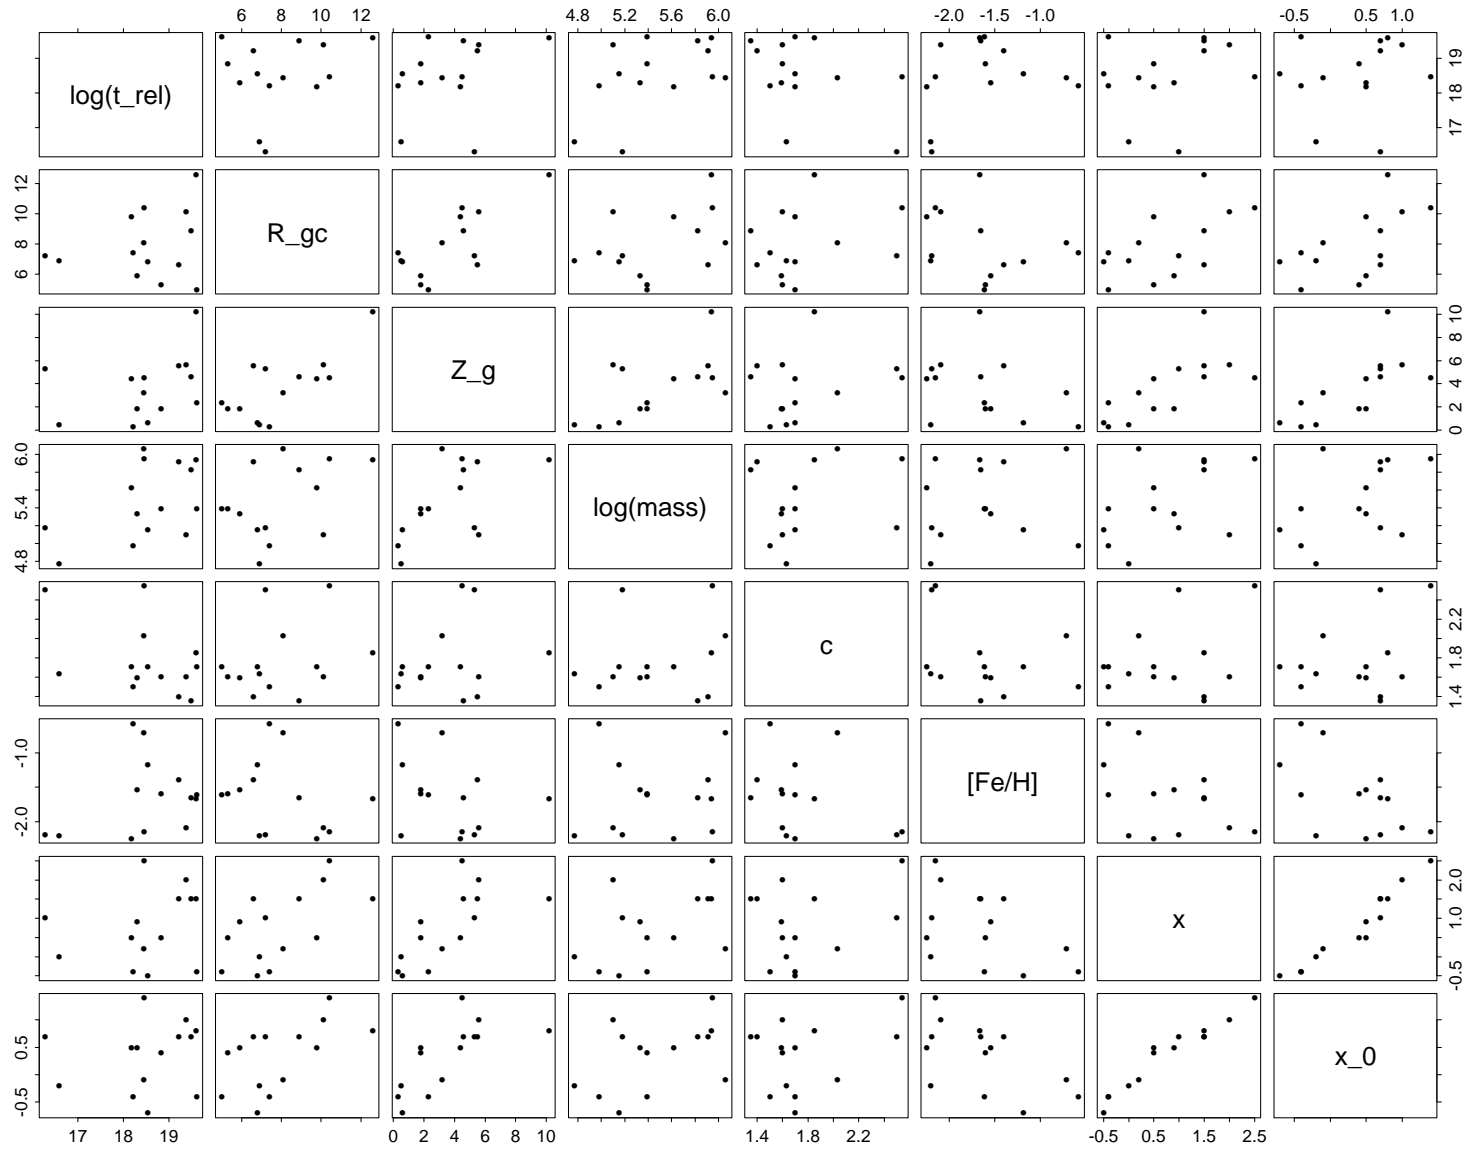 6 8 10 12 4.8 5.2 5.6 6.0 -2.0 -1.5 -1.0 -0.5 0.5 1.0
log(t_rel) 17 18 19
6 8 10 12 R_gc
Z_g 0 2 4 6 8 10
4.8 5.4 6.0 log(mass)
c 1.4 1.8 2.2
-2.0 -1.0 [Fe/H]
x -0.5 1.0 2.0
-0.5 0.5 x_0
17 18 19 0 2 4 6 8 10 1.4 1.8 2.2 -0.5 0.5 1.5 2.5